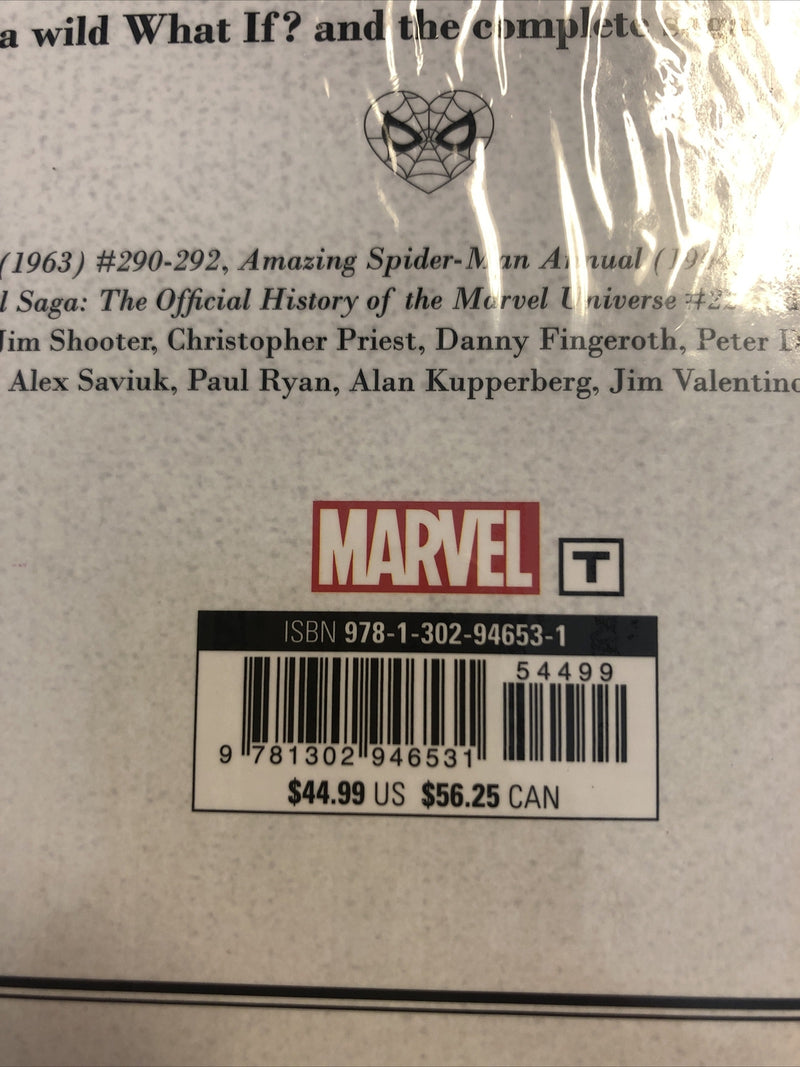 a wild What If? and the complete
(1963) #290-292, Amazing Spider-Man Annual
l Saga: The Official History of the Marvel Universe
Jim Shooter, Christopher Priest, Danny Fingeroth, Peter
Alex Saviuk, Paul Ryan, Alan Kupperberg, Jim Valentino
MARVEL
T
ISBN 978-1-302-94653-1
54499
9 781302 946531
$44.99 US $56.25 CAN